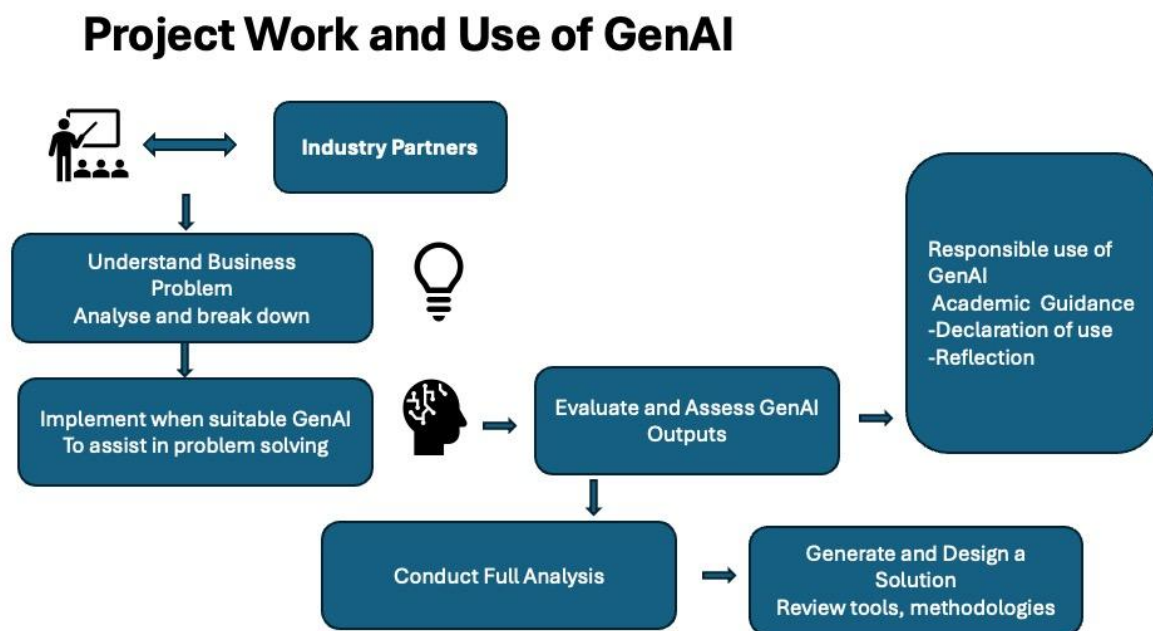 Project Work and Use of GenAI
Industry Partners
Understand Business
Problem
Analyse and break down
Implement when suitable GenAI
To assist in problem solving
Evaluate and Assess GenAI
Outputs
Responsible use of
GenAI
Academic Guidance
-Declaration of use
-Reflection
Conduct Full Analysis
Generate and Design a
Solution
Review tools, methodologies